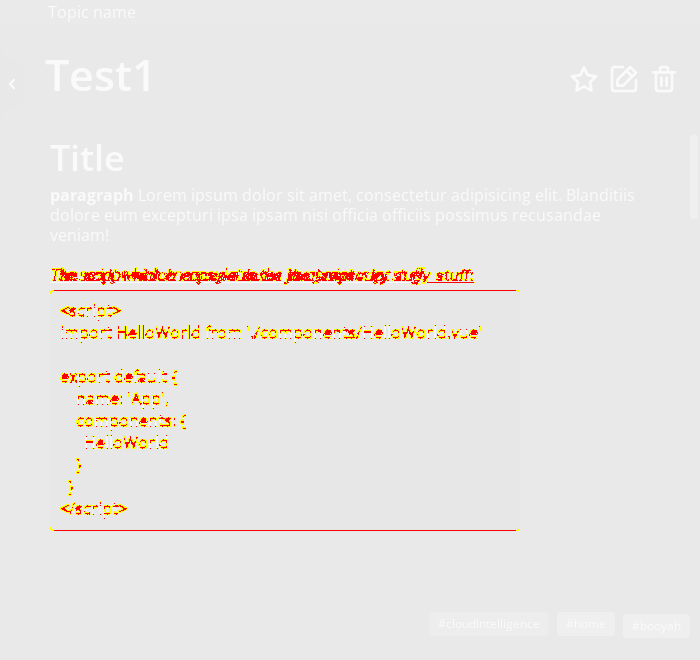 Topic name
Test1
Title
paragraph Lorem ipsum dolor sit amet, consectetur adipisicing elit. Blanditiis
dolore eum excepturi ipsa ipsam nisi officia officiis possimus recusandae
veniam!
stuff:
<script>
import HelloWorld from './components/HelloWorld.vue'
export default {
name: 'App',
components: {
HelloWorld
}
}
</script>
#cloudintelligence #home #booyah